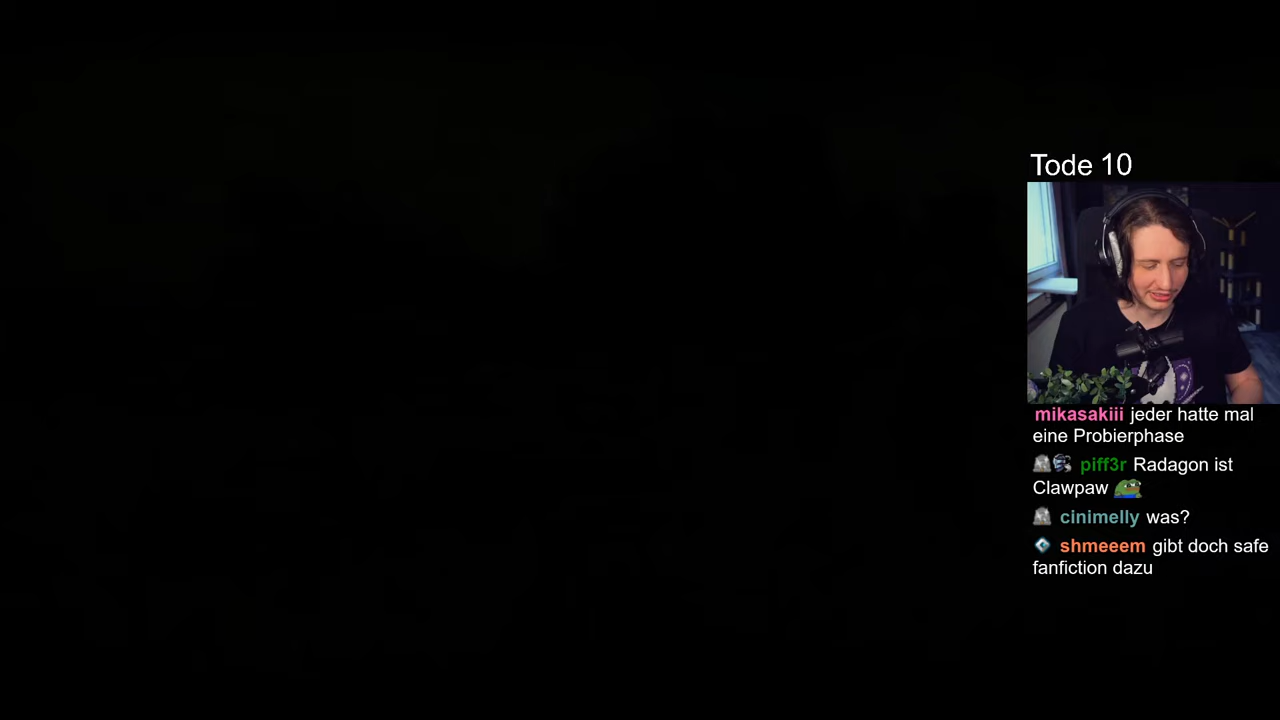 Tode 10
mikasakiii jeder hatte mal
eine Probierphase
piff3r Radagon ist
Clawpaw
cinimelly was?
shmeeem gibt doch safe
fanfiction dazu